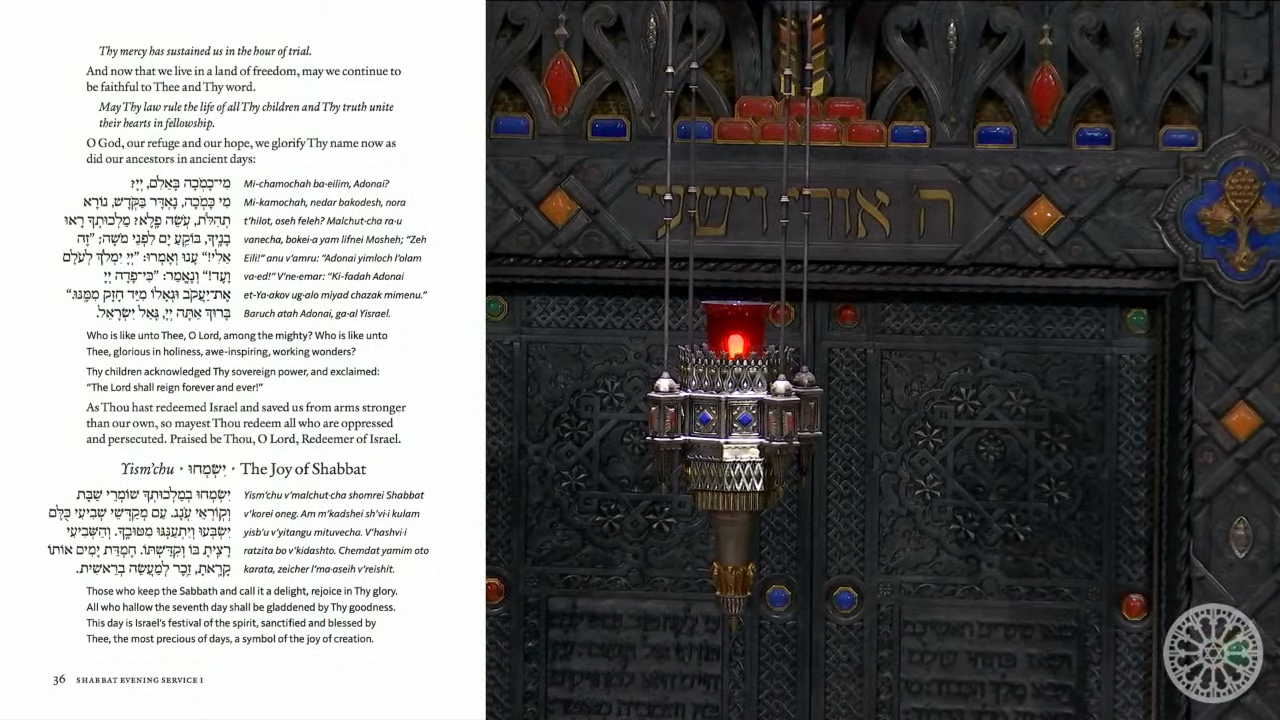 Thy mercy has sustained us in the hour of trial.
And now that we live in a land of freedom, may we continue to
be faithful to Thee and Thy word.
May Thy law rule the life of all Thy children and Thy truth unite
their hearts in fellowship.
O God, our refuge and our hope, we glorify Thy name now as
did our ancestors in ancient days:
מִי־כָמֹכָה בָּאֵלִם, יְיָ?
מִי כָּמֹכָה, נֶאְדָּר בַּקֹּדֶשׁ, נוֹרָא
תְהִלֹּת, עֹשֵׂה פֶלֶא? מַלְכוּתְךָ רָאוּ
בָנֶיךָ, בּוֹקֵעַ יָם לִפְנֵי מֹשֶׁה; ”זֶה
אֵלִי!“ עָנוּ וְאָמְרוּ: ”יְיָ יִמְלֹךְ לְעֹלָם
וָעֶד!“ וְנֶאֱמַר: ”כִּי־פָדָה יְיָ
אֶת־יַעֲקֹב וּגְאָלוֹ מִיַּד חָזָק מִמֶּנּוּ.“
בָּרוּךְ אַתָּה יְיָ, גָּאַל יִשְׂרָאֵל.
Mi-chamochah ba·eilim, Adonai?
Mi-kamochah, nedar bakodesh, nora
t'hilot, oseh feleh? Malchut·cha ra·u
vanecha, bokei·a yam lifnei Mosheh; “Zeh
Eili!” anu v'amru: “Adonai yimloch l'olam
va·ed!” V'ne·emar: “Ki-fadah Adonai
et-Ya·akov ug·alo miyad chazak mimenu.”
Baruch atah Adonai, ga·al Yisrael.
Who is like unto Thee, O Lord, among the mighty? Who is like unto
Thee, glorious in holiness, awe-inspiring, working wonders?
Thy children acknowledged Thy sovereign power, and exclaimed:
“The Lord shall reign forever and ever!”
As Thou hast redeemed Israel and saved us from arms stronger
than our own, so mayest Thou redeem all who are oppressed
and persecuted. Praised be Thou, O Lord, Redeemer of Israel.
Yism'chu · יִשְׂמְחוּ · The Joy of Shabbat
יִשְׂמְחוּ בְמַלְכוּתְךָ שׁוֹמְרֵי שַׁבָּת
וְקוֹרְאֵי עֹנֶג. עַם מְקַדְּשֵׁי שְׁבִיעִי כֻּלָּם
יִשְׂבְּעוּ וְיִתְעַנְּגוּ מִטּוּבֶךָ. וְהַשְּׁבִיעִי
רָצִיתָ בּוֹ וְקִדַּשְׁתּוֹ. חֶמְדַּת יָמִים אוֹתוֹ
קָרָאתָ, זֵכֶר לְמַעֲשֵׂה בְרֵאשִׁית.
Yism'chu v'malchut·cha shomrei Shabbat
v'korei oneg. Am m'kadshei sh'vi·i kulam
yisb'u v'yitangu mituvecha. V'hashvi·i
ratzita bo v'kidashto. Chemdat yamim oto
karata, zeicher l'ma·aseih v'reishit.
Those who keep the Sabbath and call it a delight, rejoice in Thy glory.
All who hallow the seventh day shall be gladdened by Thy goodness.
This day is Israel's festival of the spirit, sanctified and blessed by
Thee, the most precious of days, a symbol of the joy of creation.
36 SHABBAT EVENING SERVICE I
ה אורי וישעי